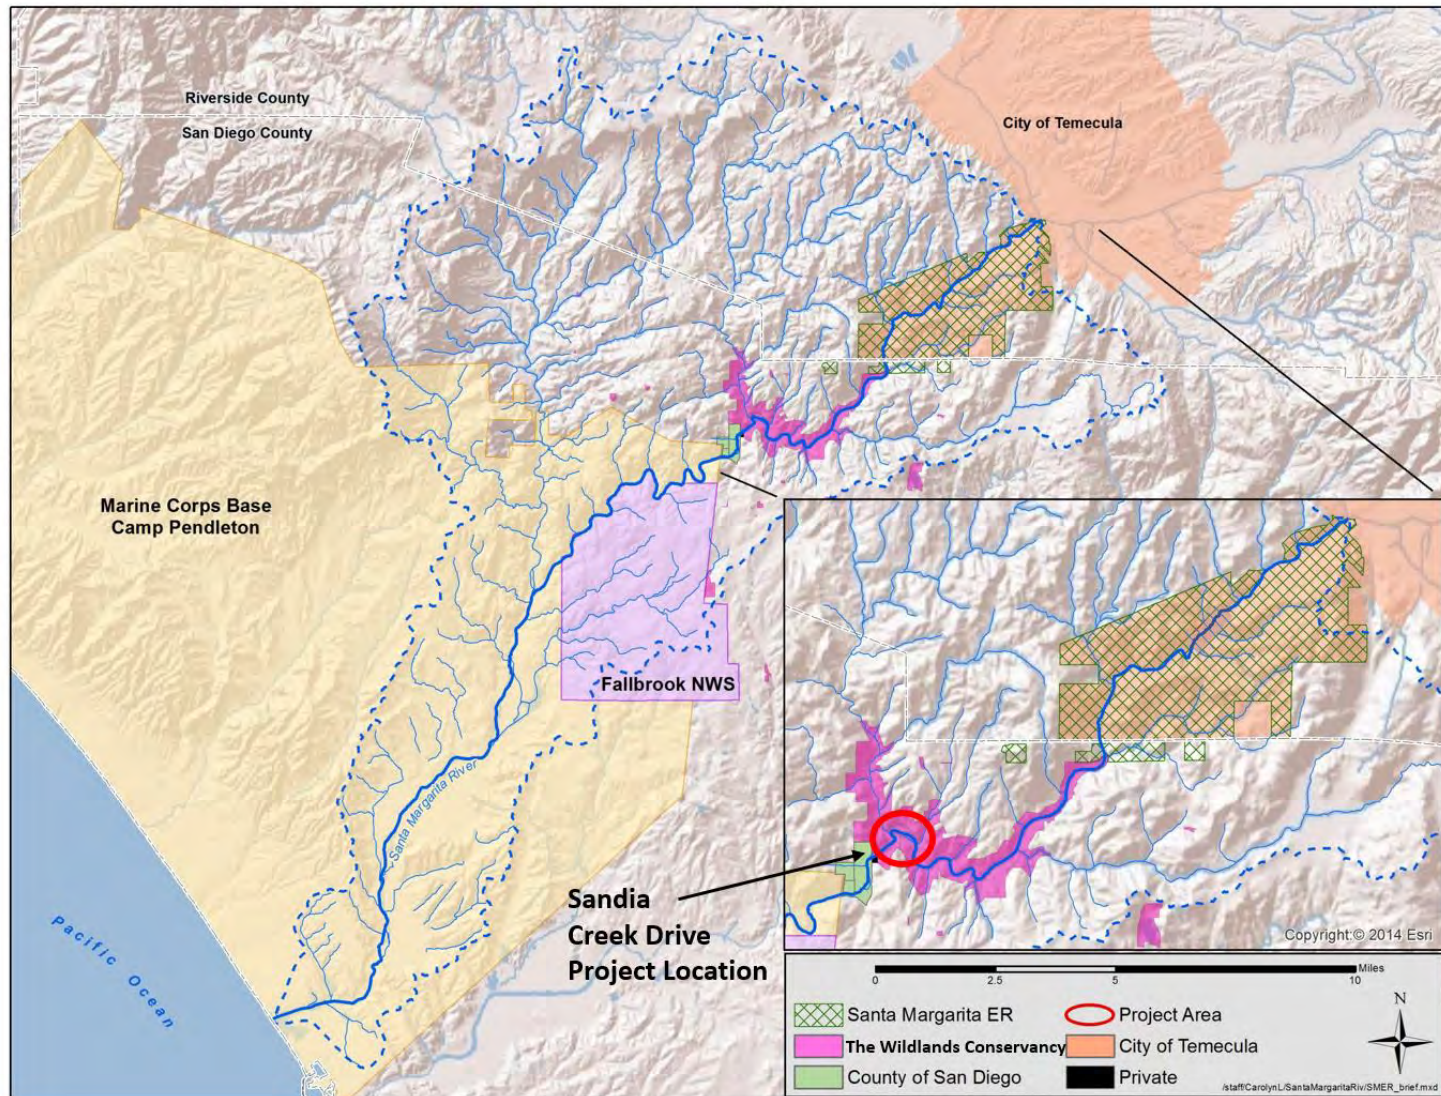 Riverside County
San Diego County
City of Temecula
Marine Corps Base
Camp Pendleton
Fallbrook NWS
Santa Margarita River
Pacific Ocean
Sandia
Creek Drive
Project Location
Copyright:© 2014 Esri
0 2.5 5 10 Miles
N
Santa Margarita ER
Project Area
The Wildlands Conservancy
City of Temecula
County of San Diego
Private
/staff/CarolynL/SantaMargaritaRiv/SMER_brief.mxd